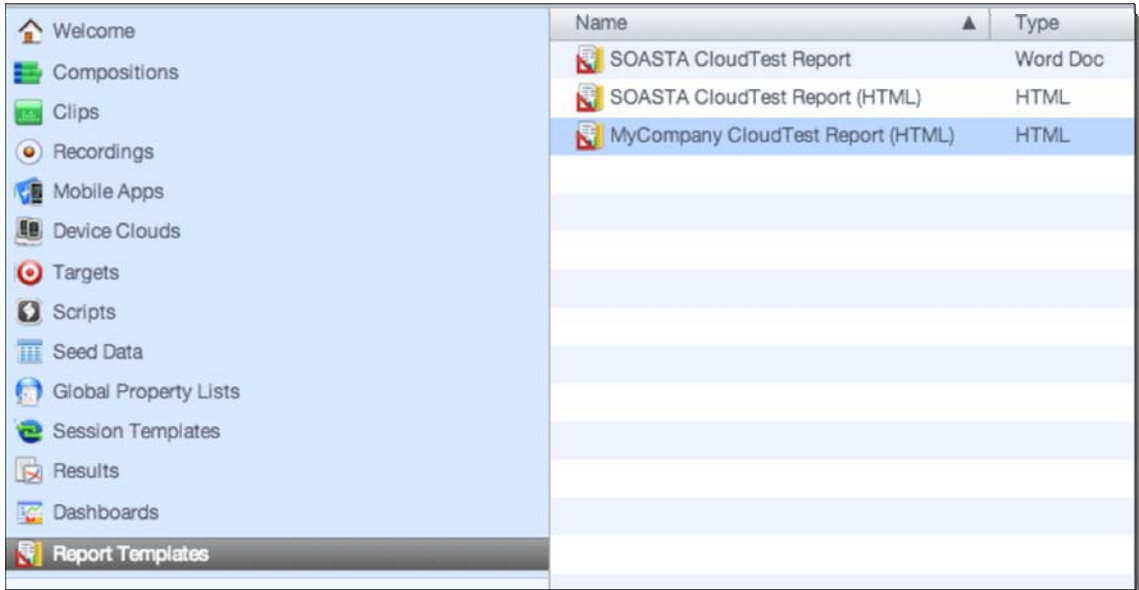 Welcome
Compositions
Clips
Recordings
Mobile Apps
Device Clouds
Targets
Scripts
Seed Data
Global Property Lists
Session Templates
Results
Dashboards
Report Templates
Name Type
SOASTA CloudTest Report Word Doc
SOASTA CloudTest Report (HTML) HTML
MyCompany CloudTest Report (HTML) HTML